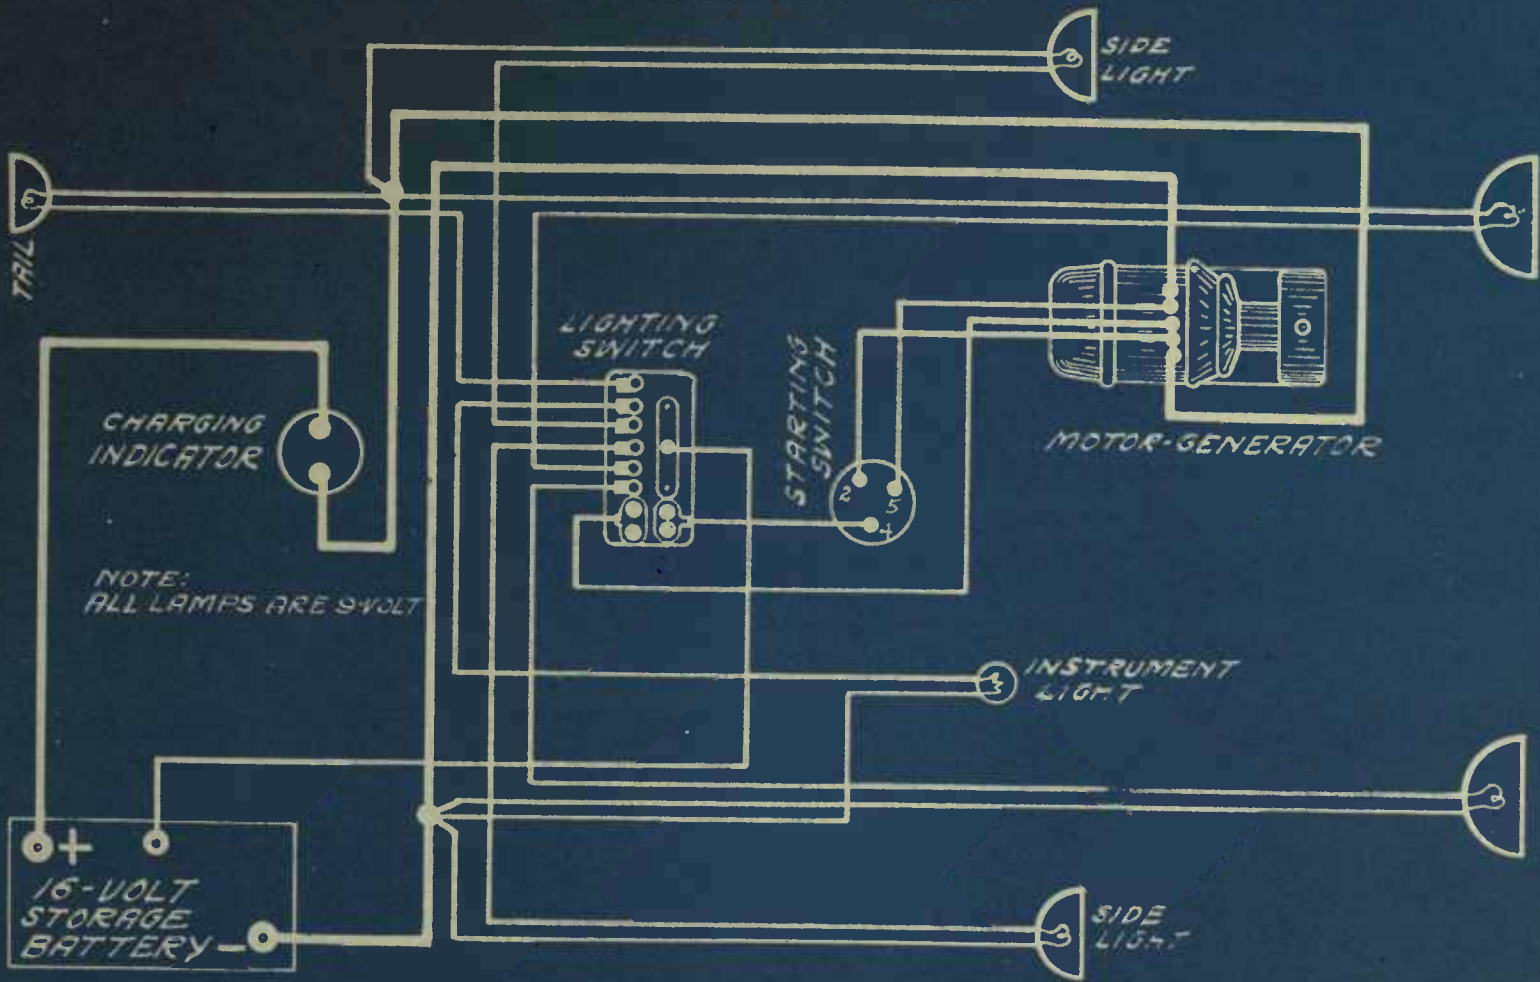 SIDE
LIGHT
TAIL
LIGHTING
SWITCH
STARTING
SWITCH
CHARGING
INDICATOR
MOTOR-GENERATOR
2
5
4
NOTE:
ALL LAMPS ARE 9-VOLT
INSTRUMENT
LIGHT
+
16-VOLT
STORAGE
BATTERY -
SIDE
LIGHT